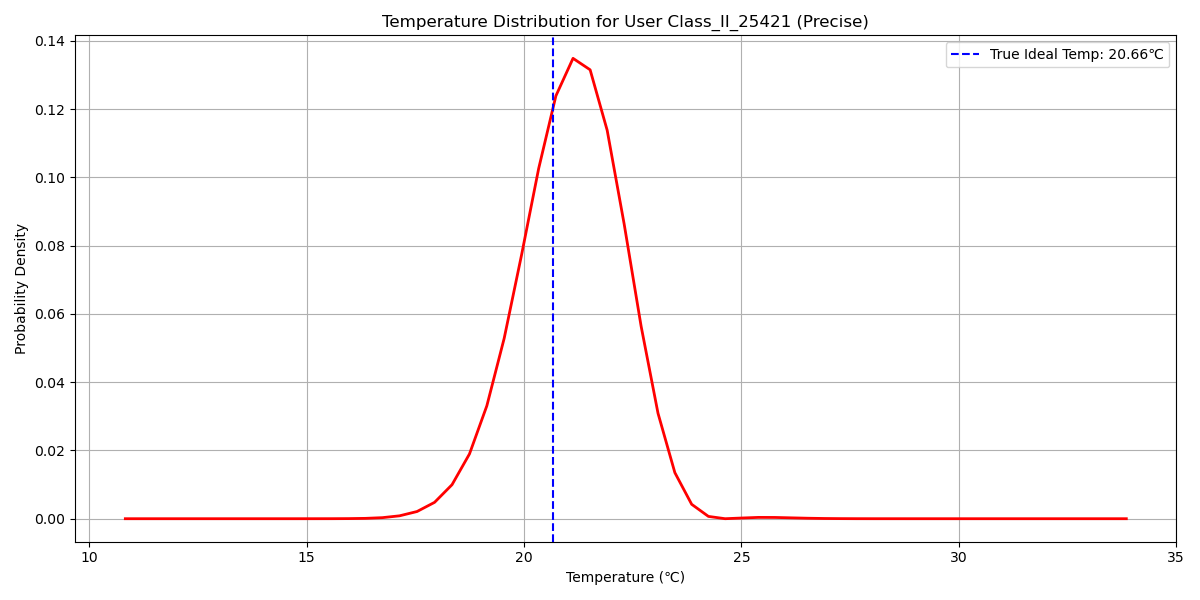 Temperature Distribution for User Class_II_25421 (Precise)
True Ideal Temp: 20.66℃
Probability Density
0.14
0.12
0.10
0.08
0.06
0.04
0.02
0.00
10 15 20 25 30 35
Temperature (℃)